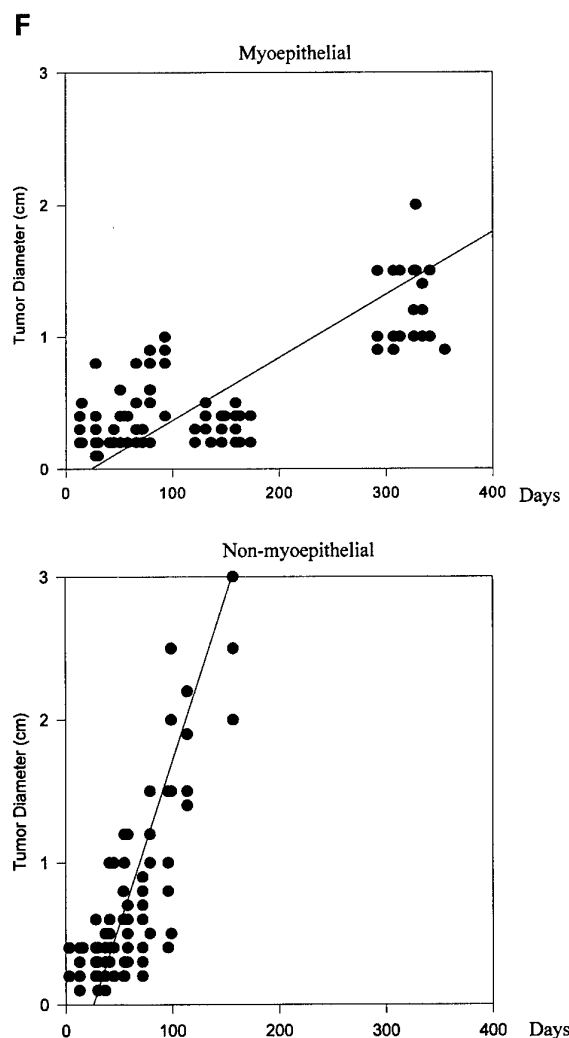 F
Myoepithelial
Tumor Diameter (cm)
3
2
1
0
0 100 200 300 400 Days
Non-myoepithelial
Tumor Diameter (cm)
3
2
1
0
0 100 200 300 400 Days